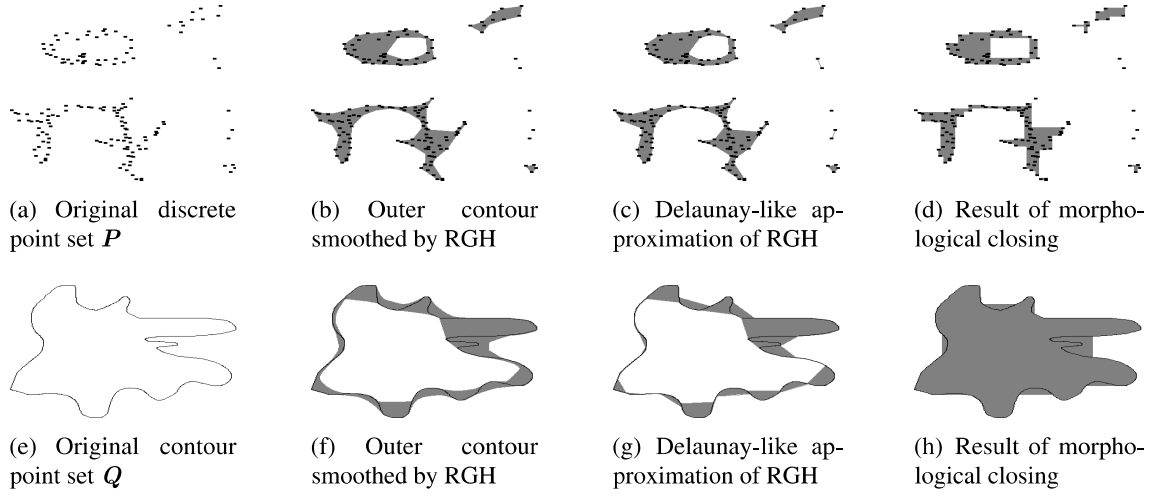 (a) Original discrete
point set P
(b) Outer contour
smoothed by RGH
(c) Delaunay-like ap-
proximation of RGH
(d) Result of morpho-
logical closing
(e) Original contour
point set Q
(f) Outer contour
smoothed by RGH
(g) Delaunay-like ap-
proximation of RGH
(h) Result of morpho-
logical closing